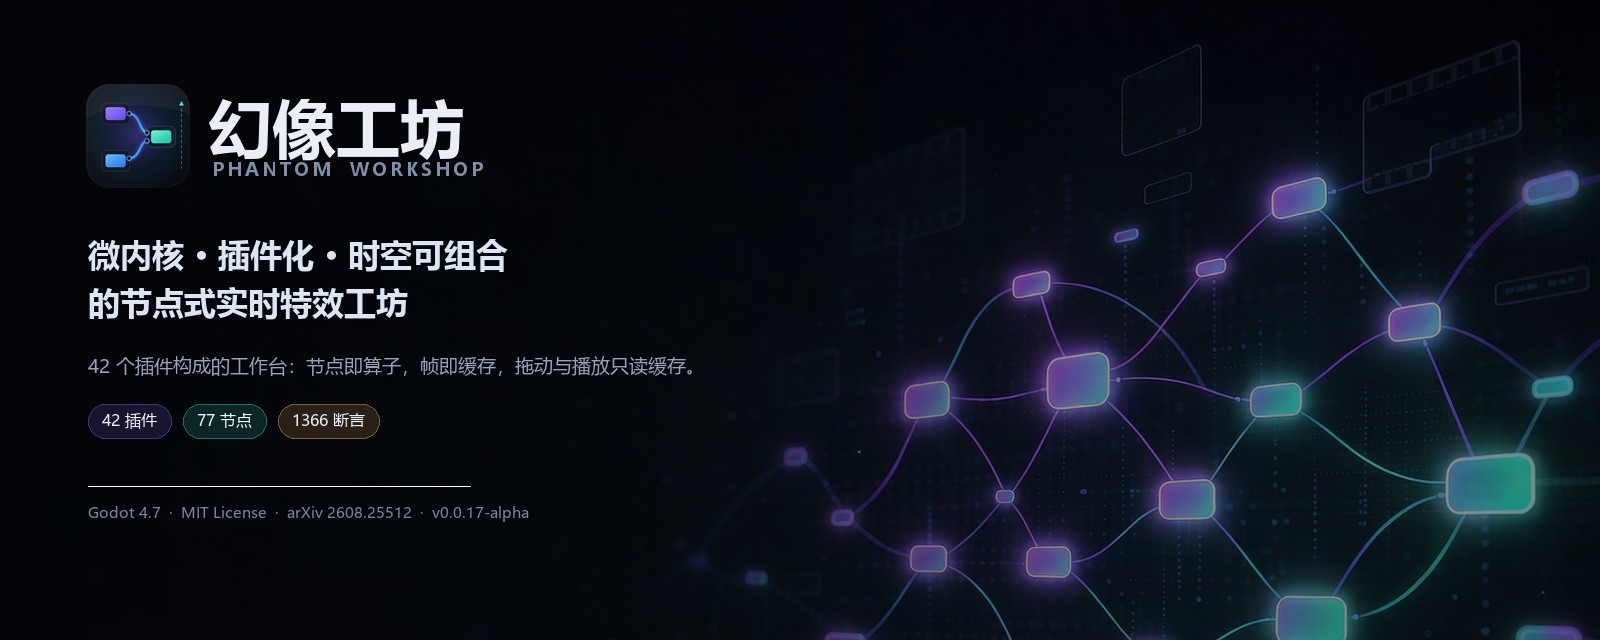 幻像工坊
PHANTOM WORKSHOP
微内核·插件化·时空可组合
的节点式实时特效工坊
42 个插件构成的工作台：节点即算子，帧即缓存，拖动与播放只读缓存。
42 插件 77 节点 1366 断言
Godot 4.7 · MIT License · arXiv 2608.25512 · v0.0.17-alpha